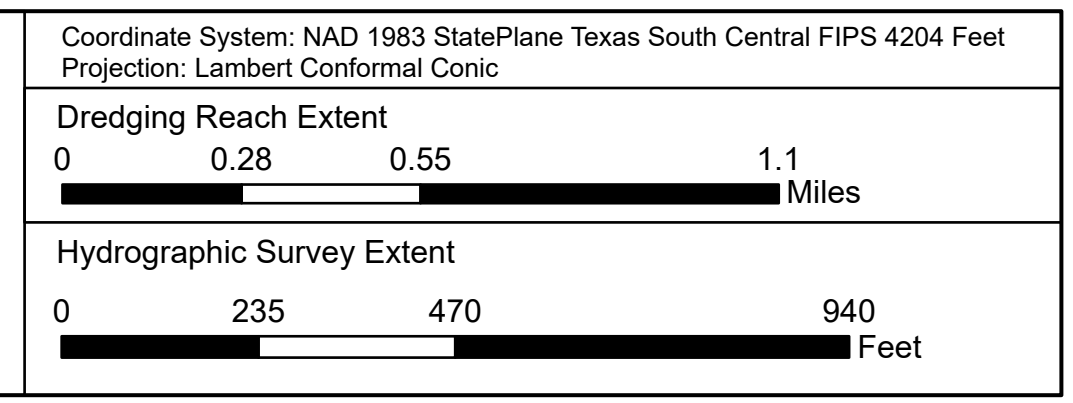 Coordinate System: NAD 1983 StatePlane Texas South Central FIPS 4204 Feet
Projection: Lambert Conformal Conic
Dredging Reach Extent
0 0.28 0.55 1.1
Miles
Hydrographic Survey Extent
0 235 470 940
Feet